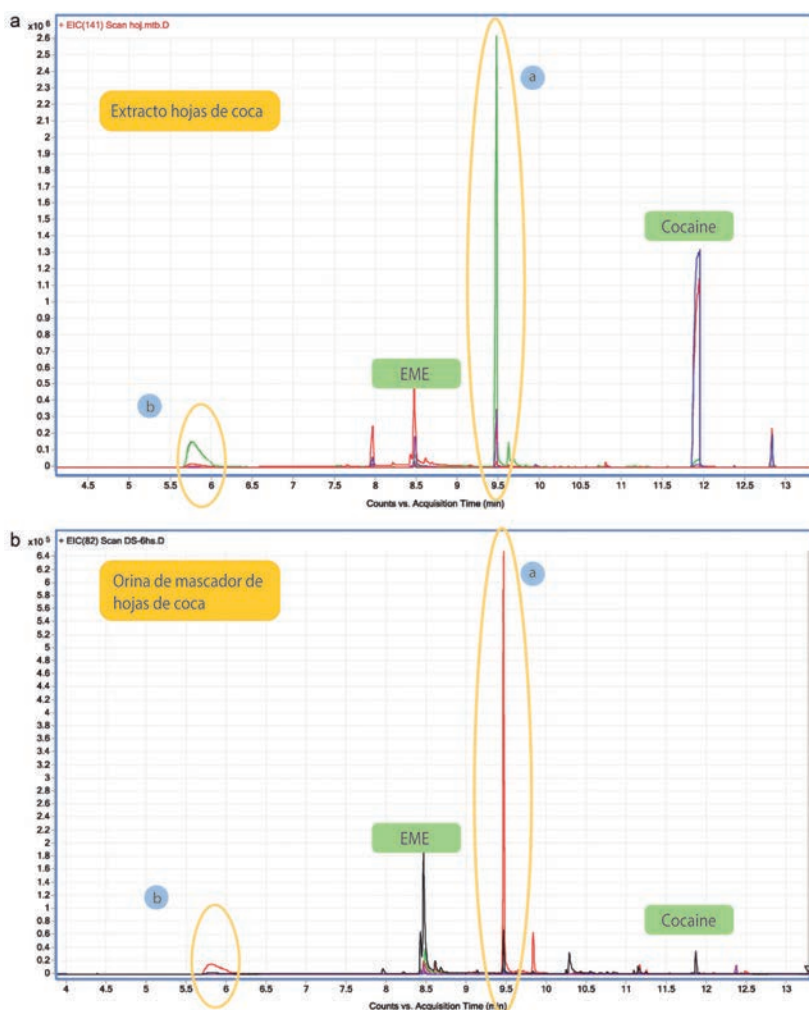 a
x10 6
+ EIC(141) Scan hoj.mtb.D
2.6
2.5
2.4
2.3
2.2
2.1
2
1.9
1.8
1.7
1.6
1.5
1.4
1.3
1.2
1.1
1
0.9
0.8
0.7
0.6
0.5
0.4
0.3
0.2
0.1
0
a
Extracto hojas de coca
Cocaine
EME
b
4.5 5 5.5 6 6.5 7 7.5 8 8.5 9 9.5 10 10.5 11 11.5 12 12.5 13
Counts vs. Acquisition Time (min)
b
x10 5
+ EIC(82) Scan DS-6hs.D
6.4
6.2
6
5.8
5.6
5.4
5.2
5
4.8
4.6
4.4
4.2
4
3.8
3.6
3.4
3.2
3
2.8
2.6
2.4
2.2
2
1.8
1.6
1.4
1.2
1
0.8
0.6
0.4
0.2
0
a
Orina de mascador de
hojas de coca
EME
b
Cocaine
4 4.5 5 5.5 6 6.5 7 7.5 8 8.5 9 9.5 10 10.5 11 11.5 12 12.5 13
Counts vs. Acquisition Time (min)